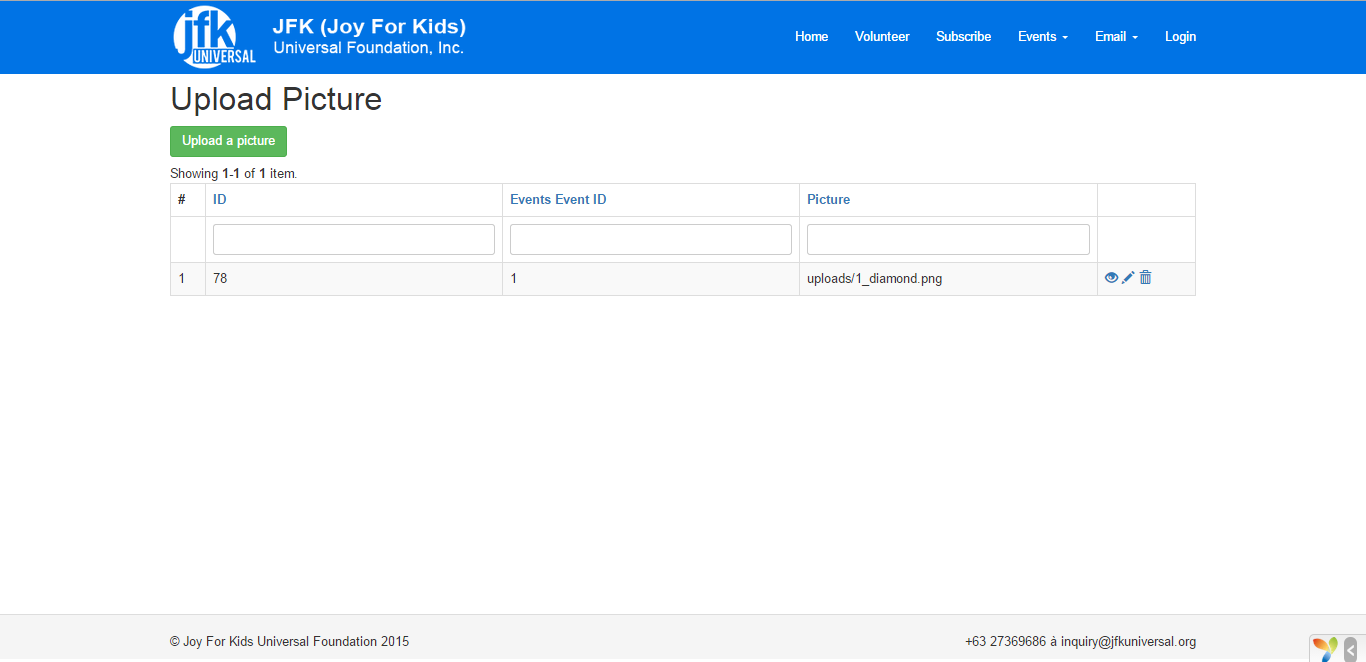 jfk UNIVERSAL
JFK (Joy For Kids)
Universal Foundation, Inc.
Home Volunteer Subscribe Events Email Login
Upload Picture
Upload a picture
Showing 1-1 of 1 item.
# ID Events Event ID Picture
1 78 1 uploads/1_diamond.png
© Joy For Kids Universal Foundation 2015 +63 27369686 à inquiry@jfkuniversal.org